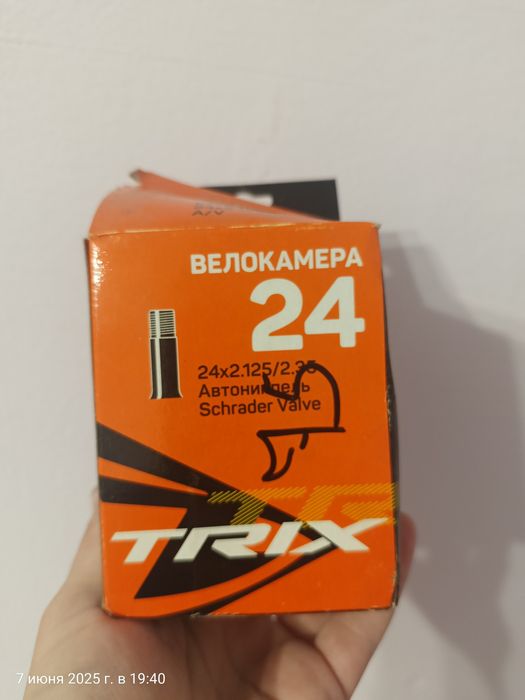 A/V
ВЕЛОКАМЕРА
24
24x2.125/2.35
Автониппель
Schrader Valve
TRIX
7 июня 2025 г. в 19:40